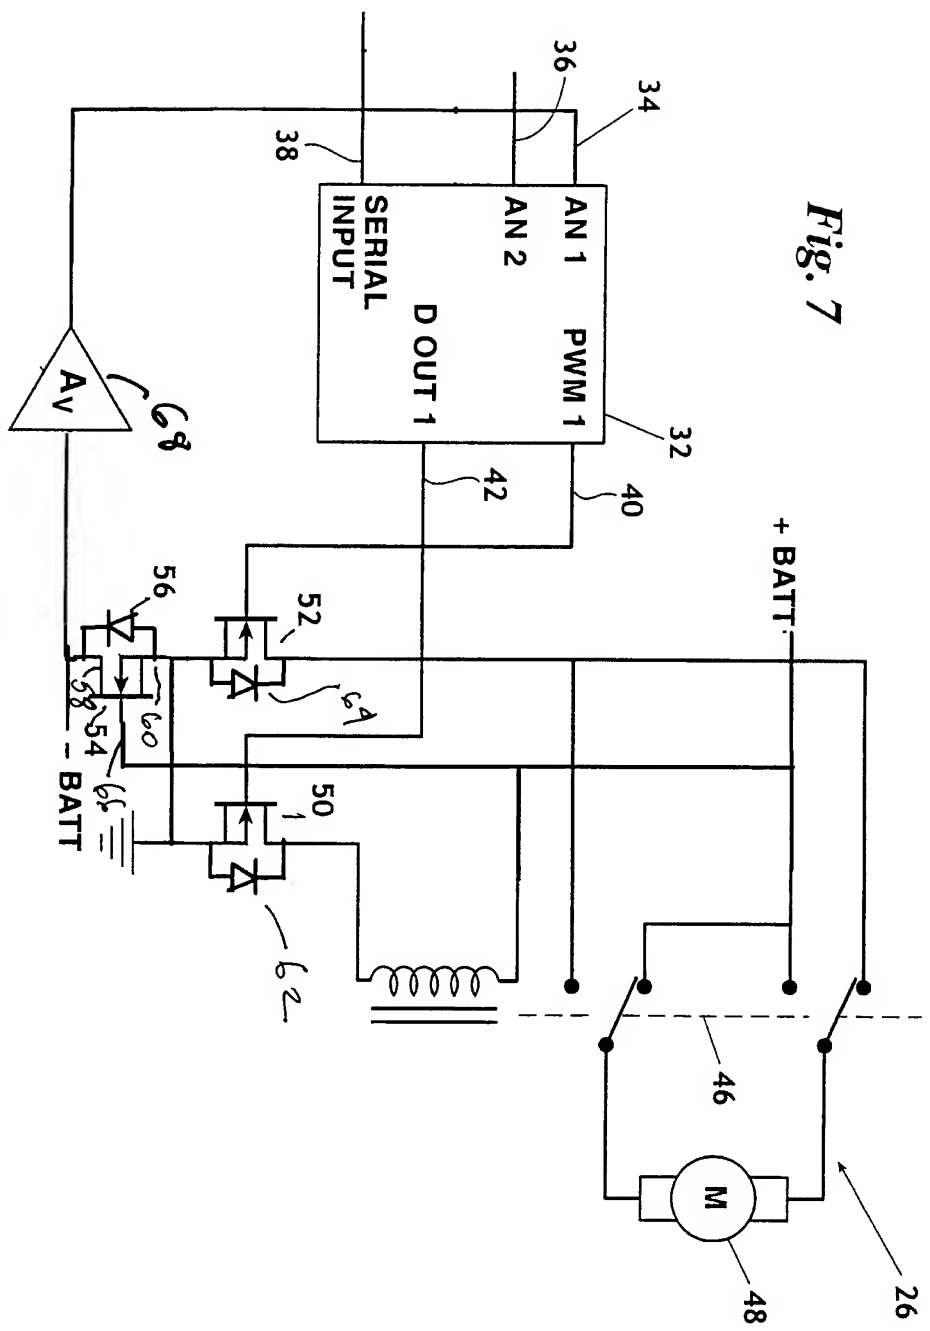 Fig. 7
26
+ BATT.
46
48
34
36
32
40
AN 1
PWM 1
AN 2
42
D OUT 1
SERIAL
INPUT
38
52
50
64
62
M
68
Av
56
58
60
54
66
- BATT